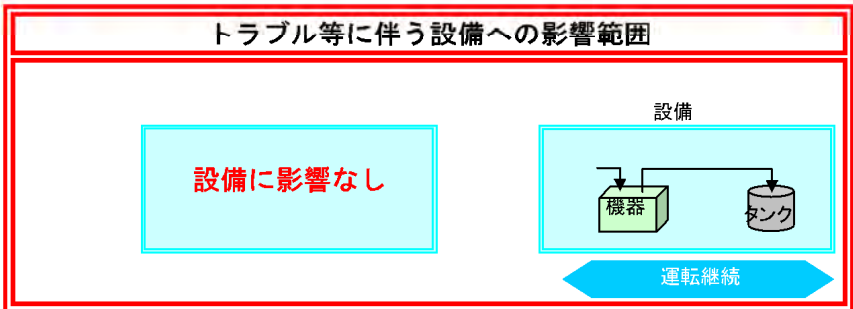 トラブル等に伴う設備への影響範囲
設備
設備に影響なし
機器
タンク
運転継続